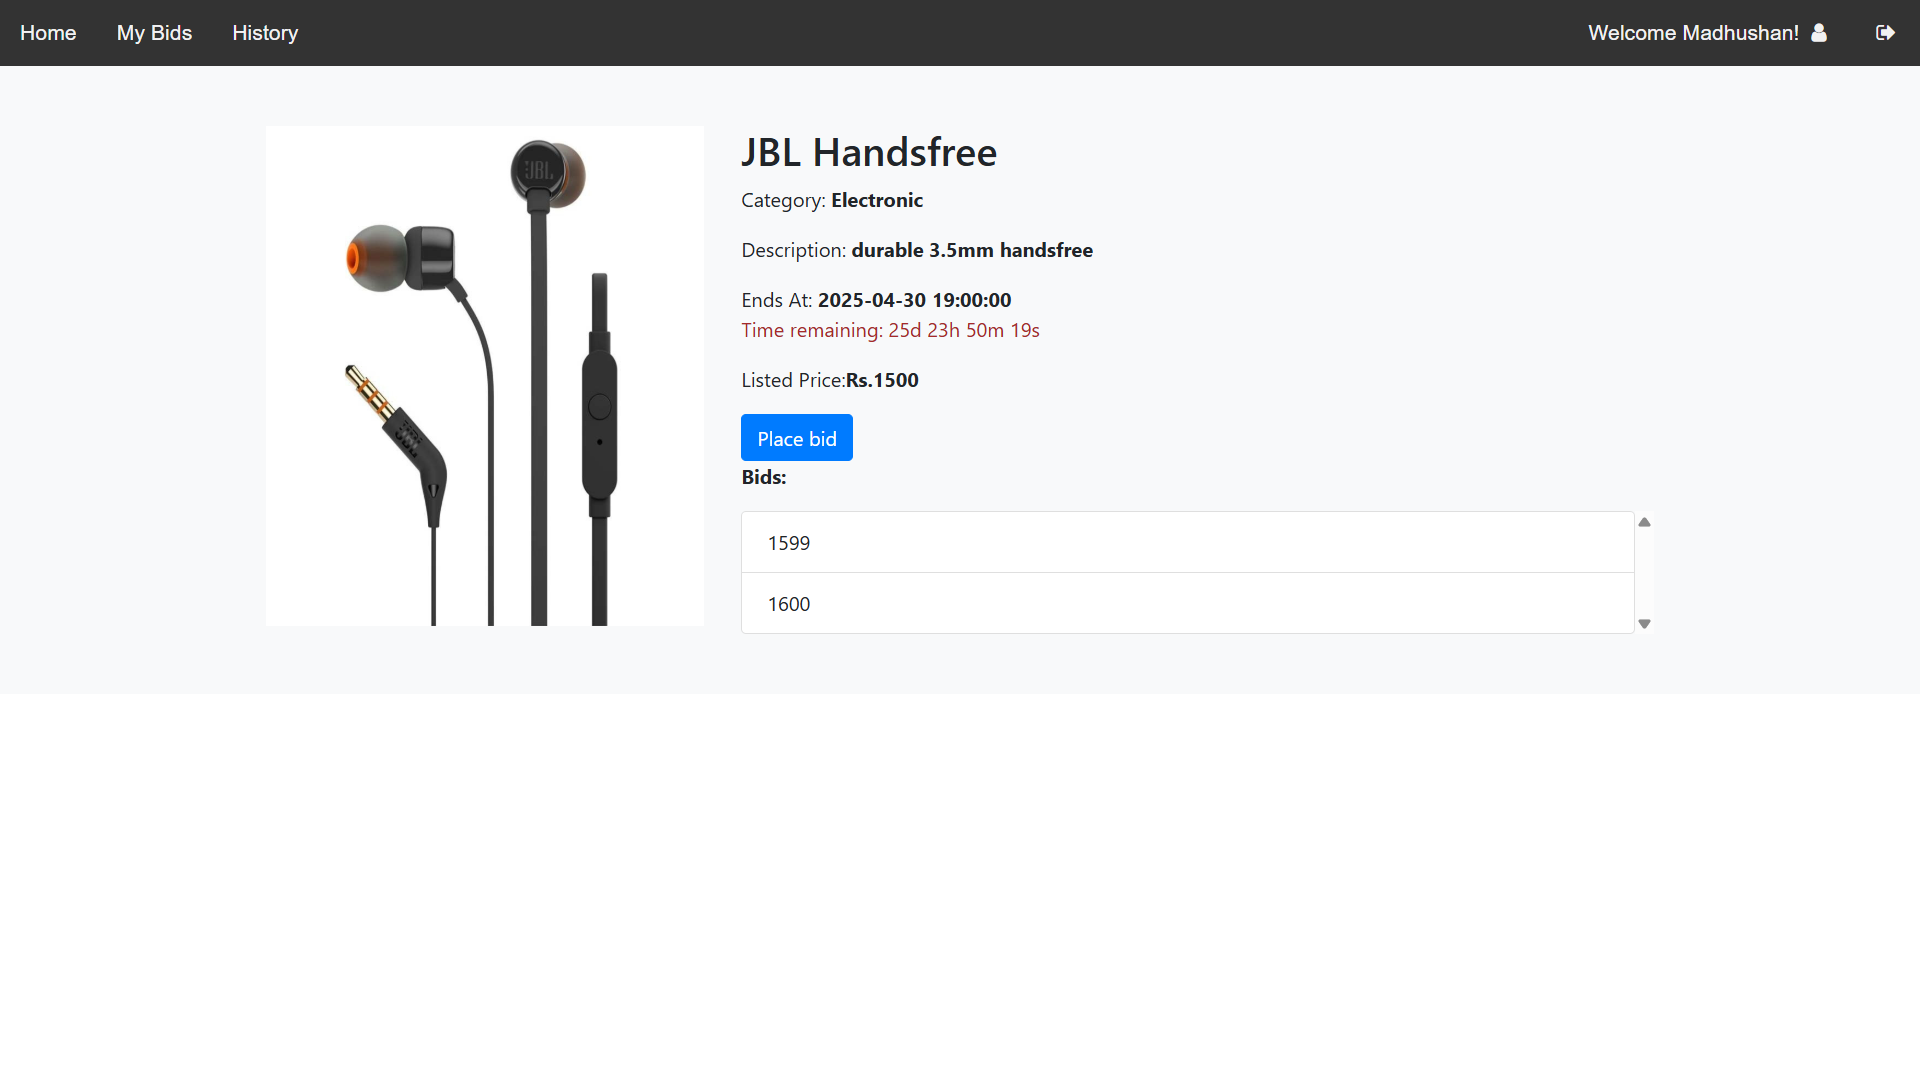 Home My Bids History Welcome Madhushan!
JBL
JBL Handsfree
Category: Electronic
Description: durable 3.5mm handsfree
Ends At: 2025-04-30 19:00:00
Time remaining: 25d 23h 50m 19s
Listed Price:Rs.1500
Place bid
Bids:
1599
1600